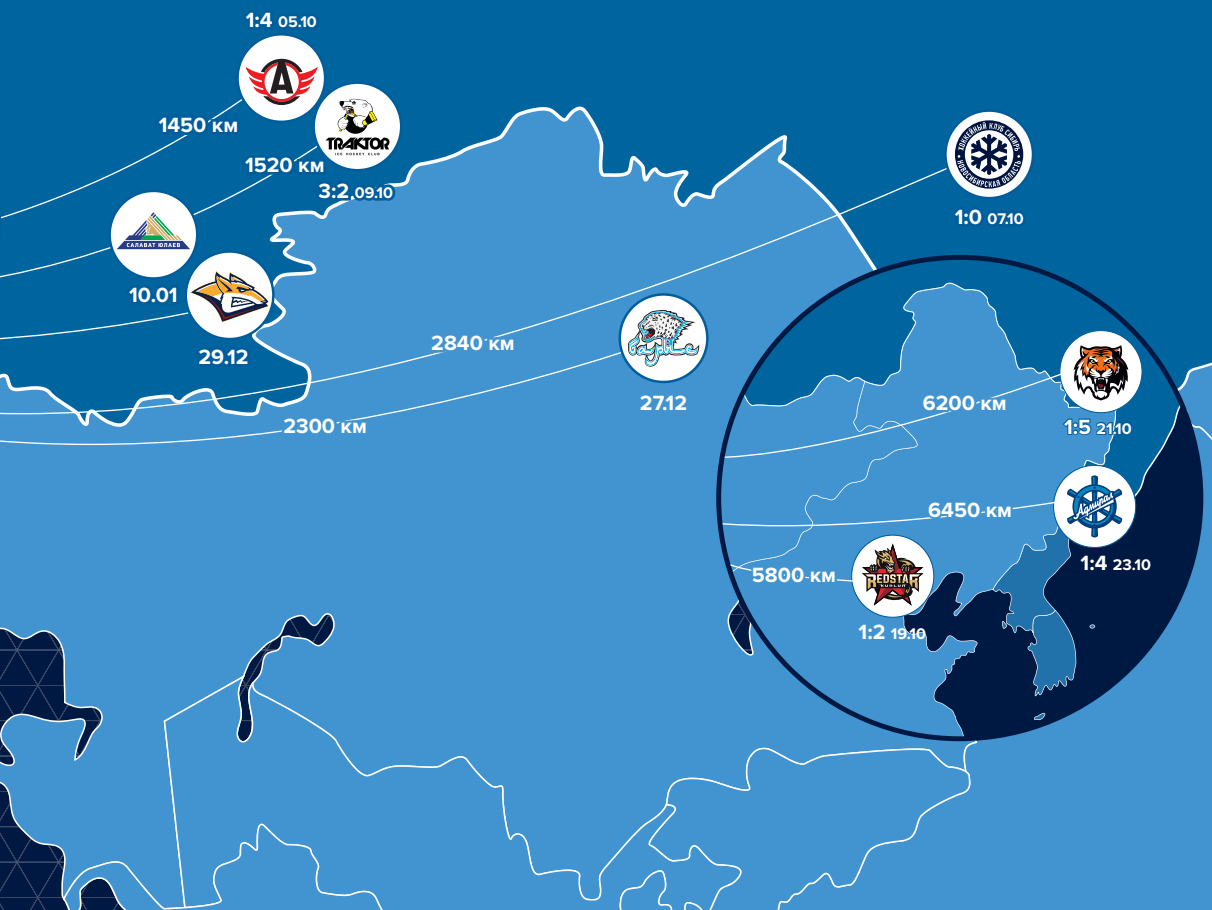 1:4 05.10
A
1450 км
TRAKTOR
ICE HOCKEY CLUB
1520 км
3:2 09.10
ХОККЕЙНЫЙ КЛУБ СИБИРЬ
НОВОСИБИРСКАЯ ОБЛАСТЬ
1:0 07.10
САЛАВАТ ЮЛАЕВ
10.01
29.12
2840 км
барыс
27.12
2300 км
6200 км
1:5 21.10
6450 км
Адмирал
1:4 23.10
5800 км
REDSTAR
KUNLUN
1:2 19.10